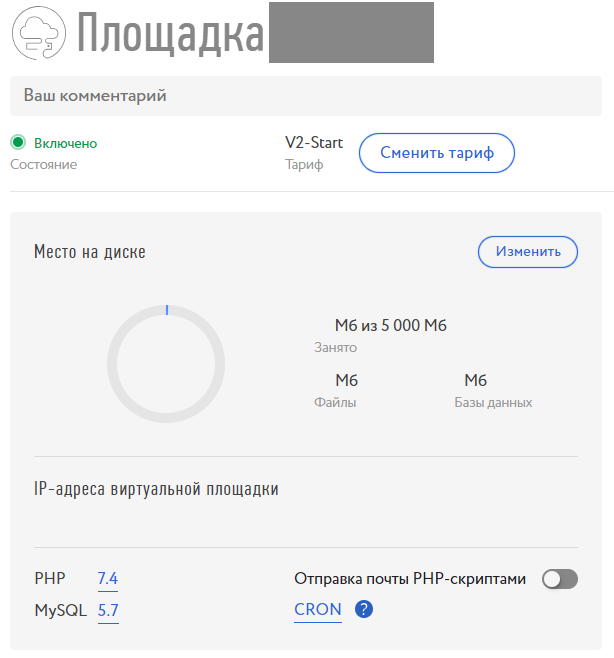 Площадка
Ваш комментарий
Включено
Состояние
V2-Start
Тариф
Сменить тариф
Место на диске
Изменить
Мб из 5 000 Мб
Занято
Мб
Файлы
Мб
Базы данных
IP-адреса виртуальной площадки
PHP 7.4
Отправка почты PHP-скриптами
MySQL 5.7
CRON ?